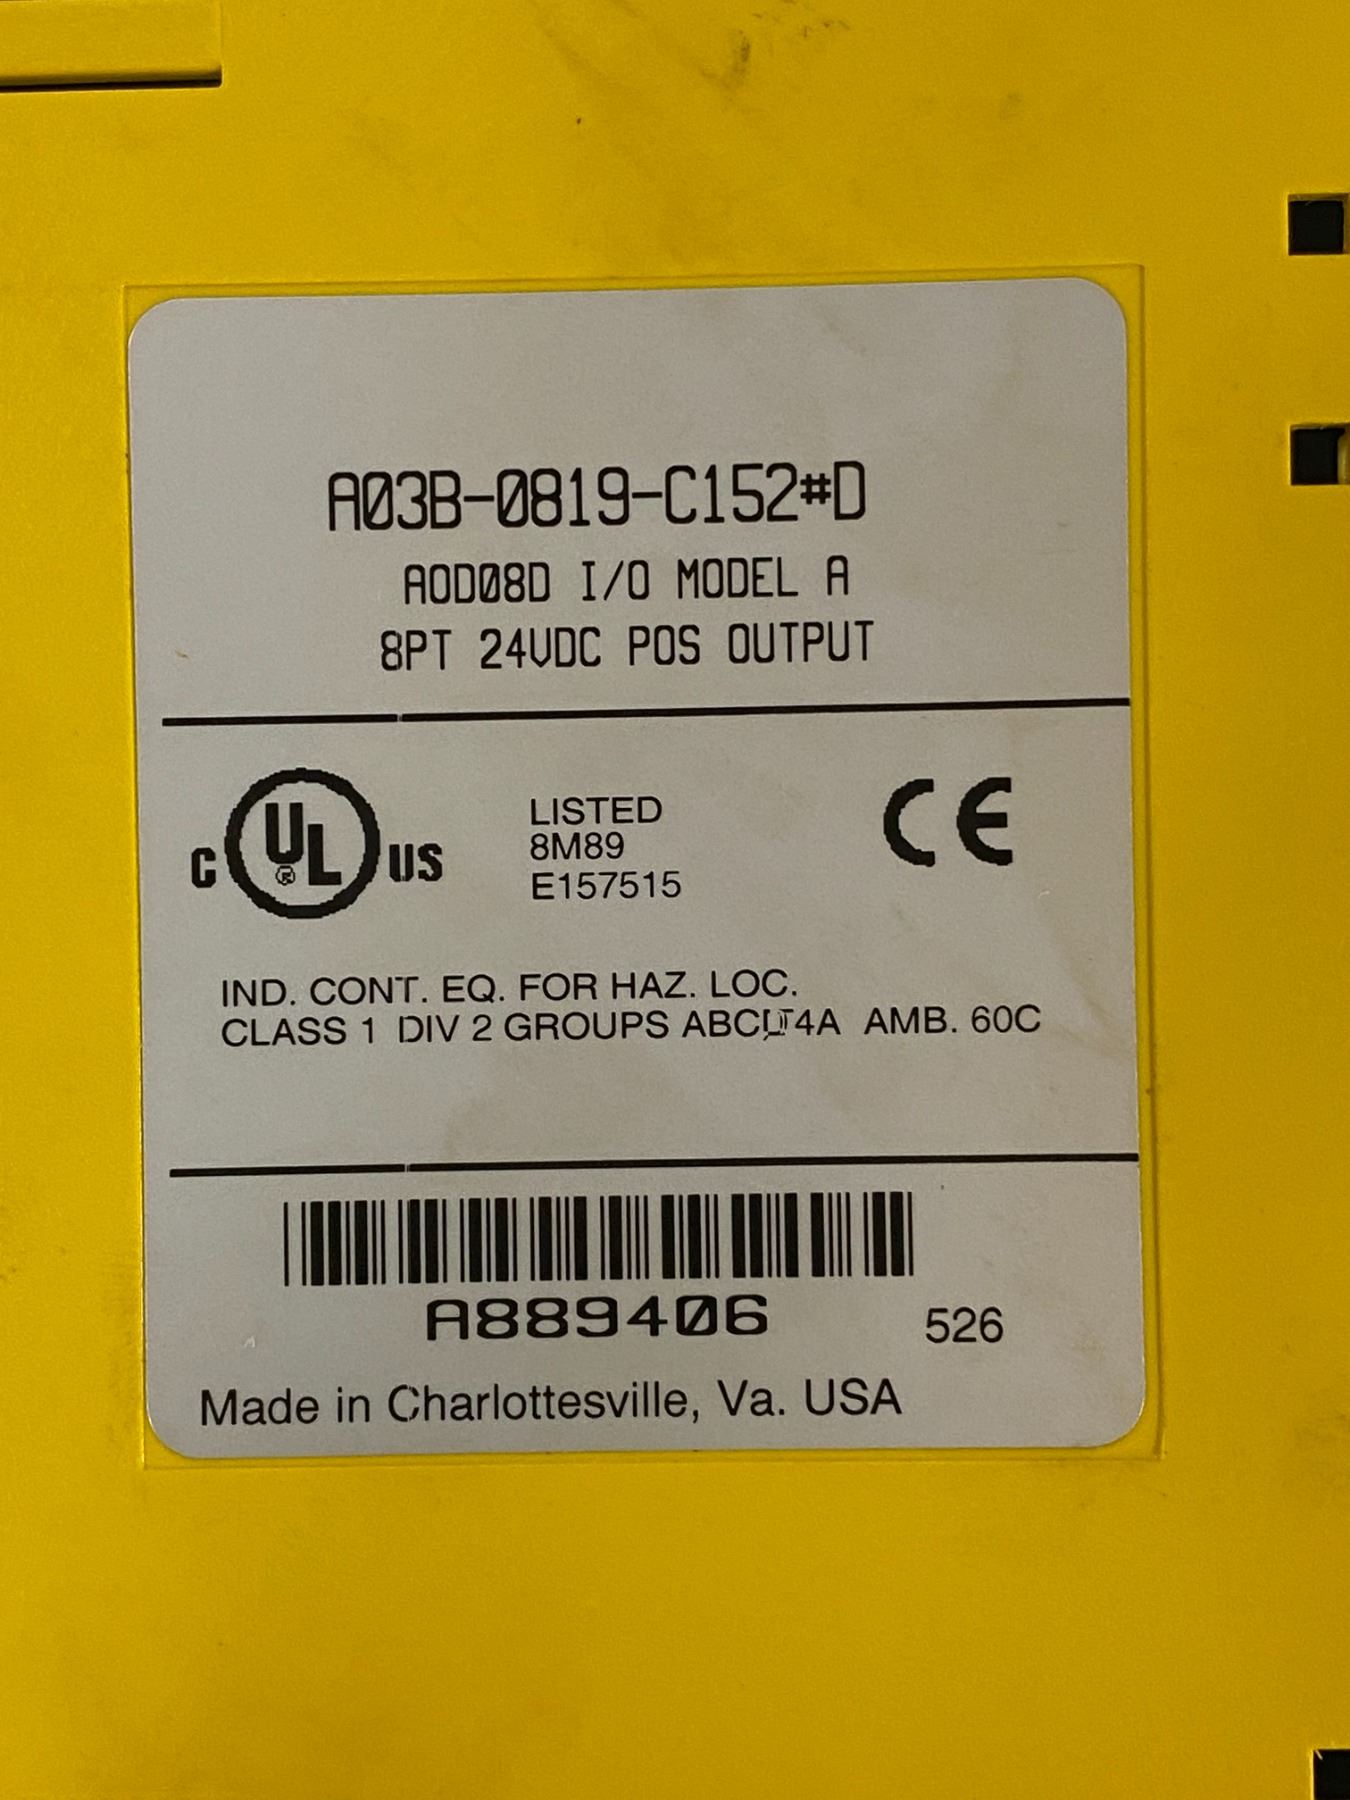 A03B-0819-C152#D
AOD08D I/O MODEL A
8PT 24VDC POS OUTPUT
C UL® US
LISTED
8M89
E157515
CE
IND. CONT. EQ. FOR HAZ. LOC.
CLASS 1 DIV 2 GROUPS ABCD T4A AMB. 60C
A889406
526
Made in Charlottesville, Va. USA